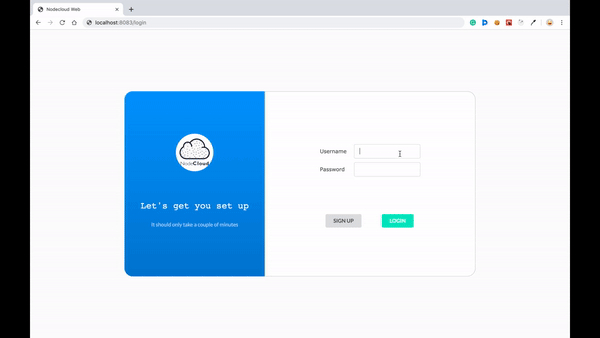 Nodecloud Web
localhost:8083/login
NodeCloud
Let's get you set up
It should only take a couple of minutes
Username
Password
SIGN UP
LOGIN